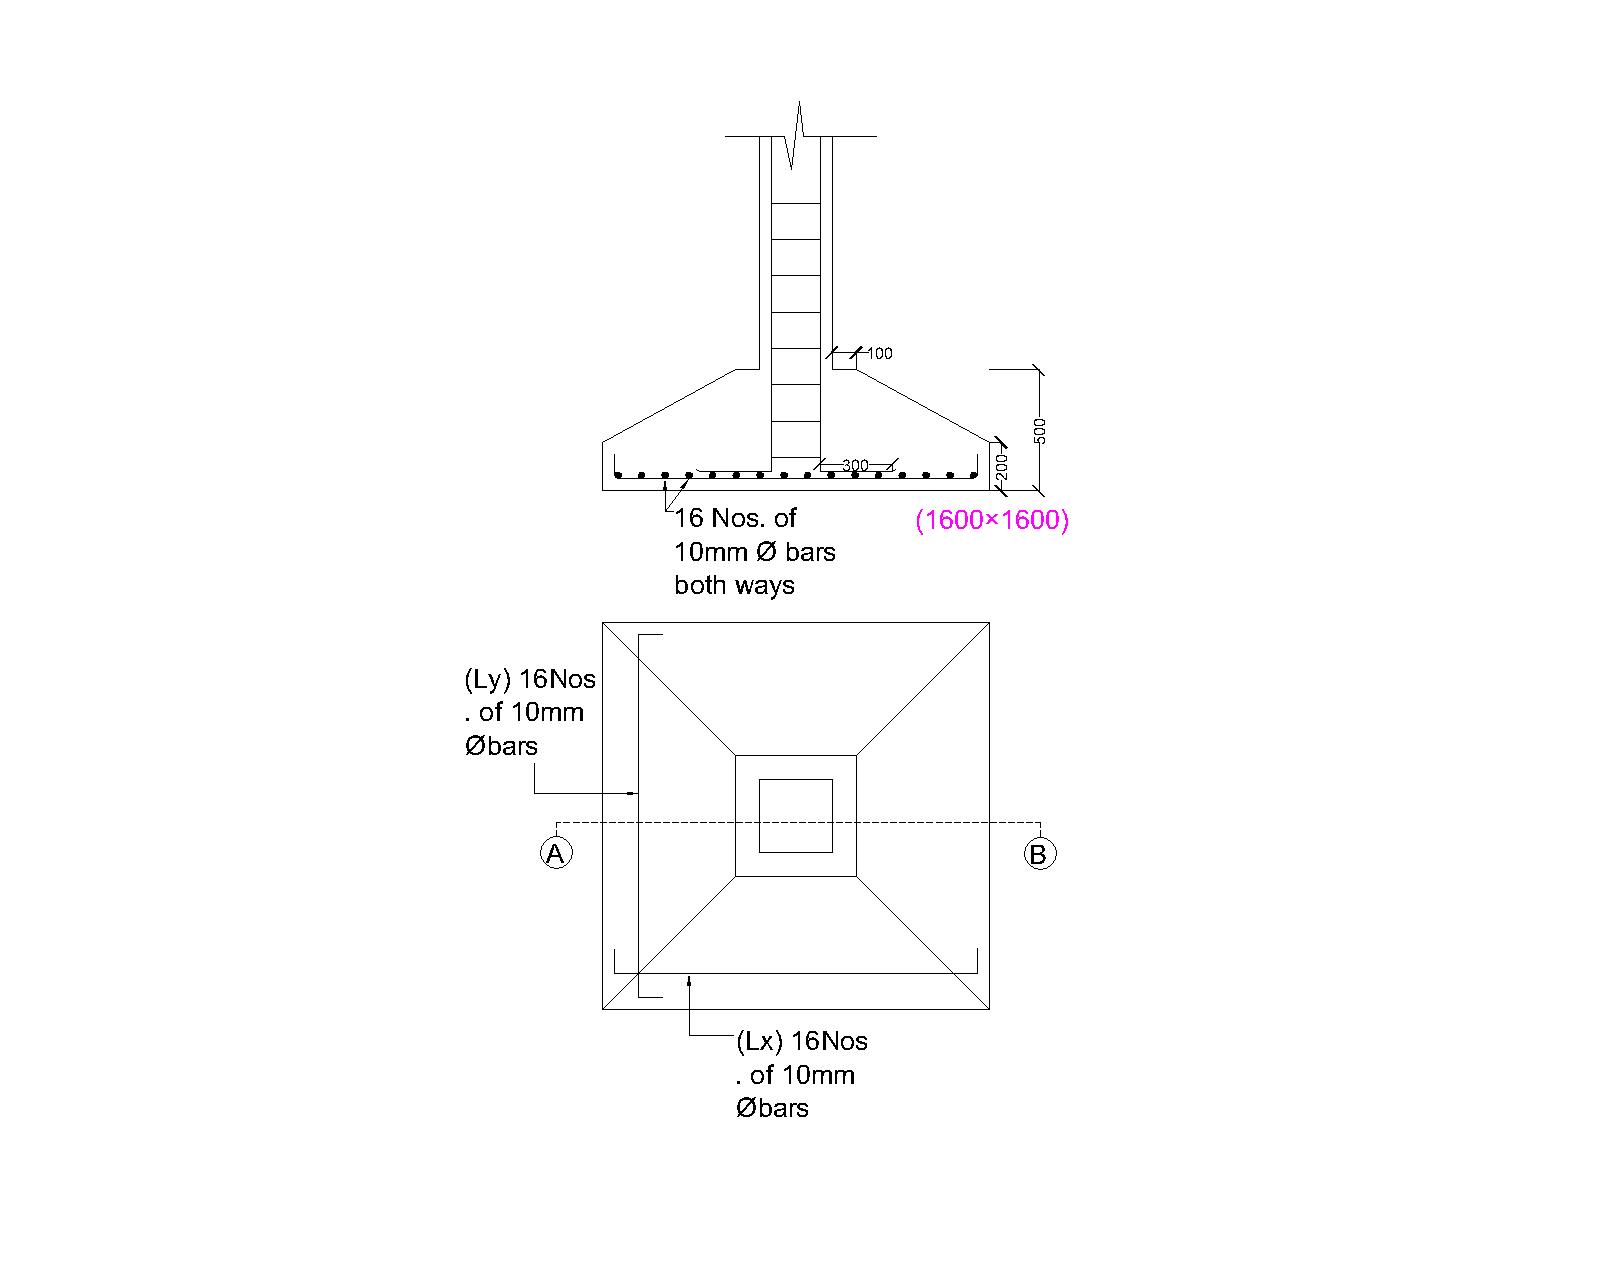 100
500
300
200
16 Nos. of
10mm Ø bars
both ways
(1600×1600)
(Ly) 16Nos
. of 10mm
Øbars
A
B
(Lx) 16Nos
. of 10mm
Øbars